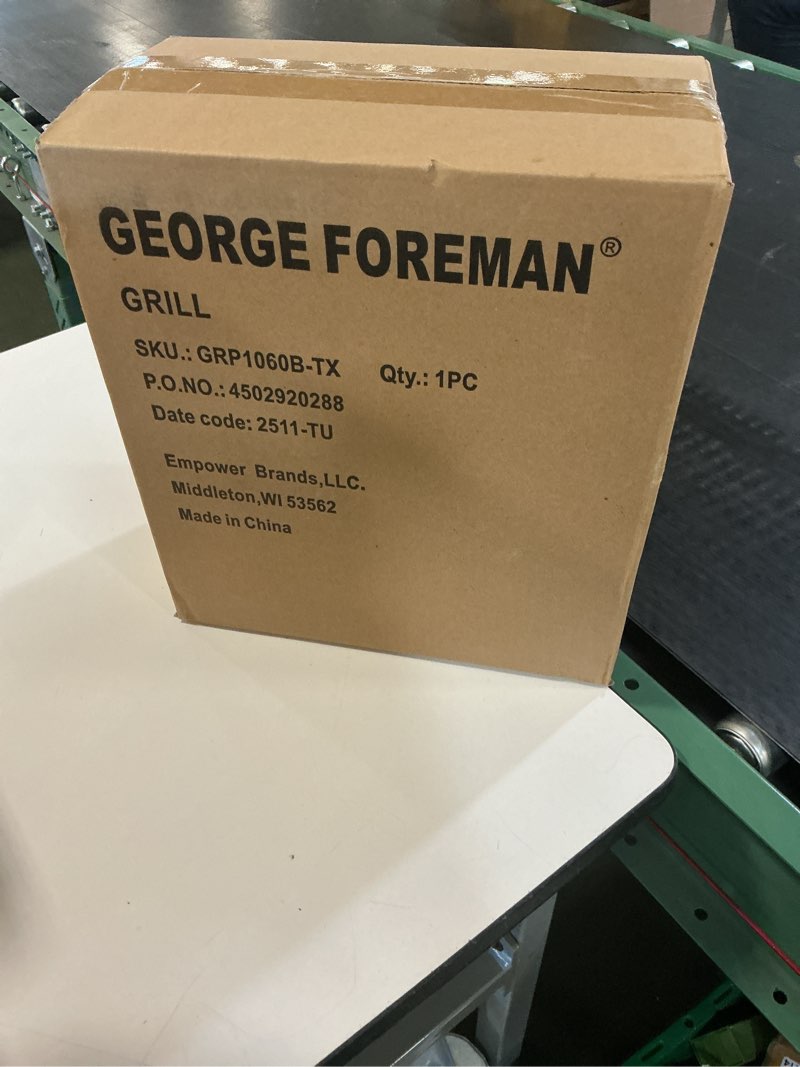 GEORGE FOREMAN®
GRILL
SKU.: GRP1060B-TX Qty.: 1PC
P.O.NO.: 4502920288
Date code: 2511-TU
Empower Brands,LLC.
Middleton,WI 53562
Made in China